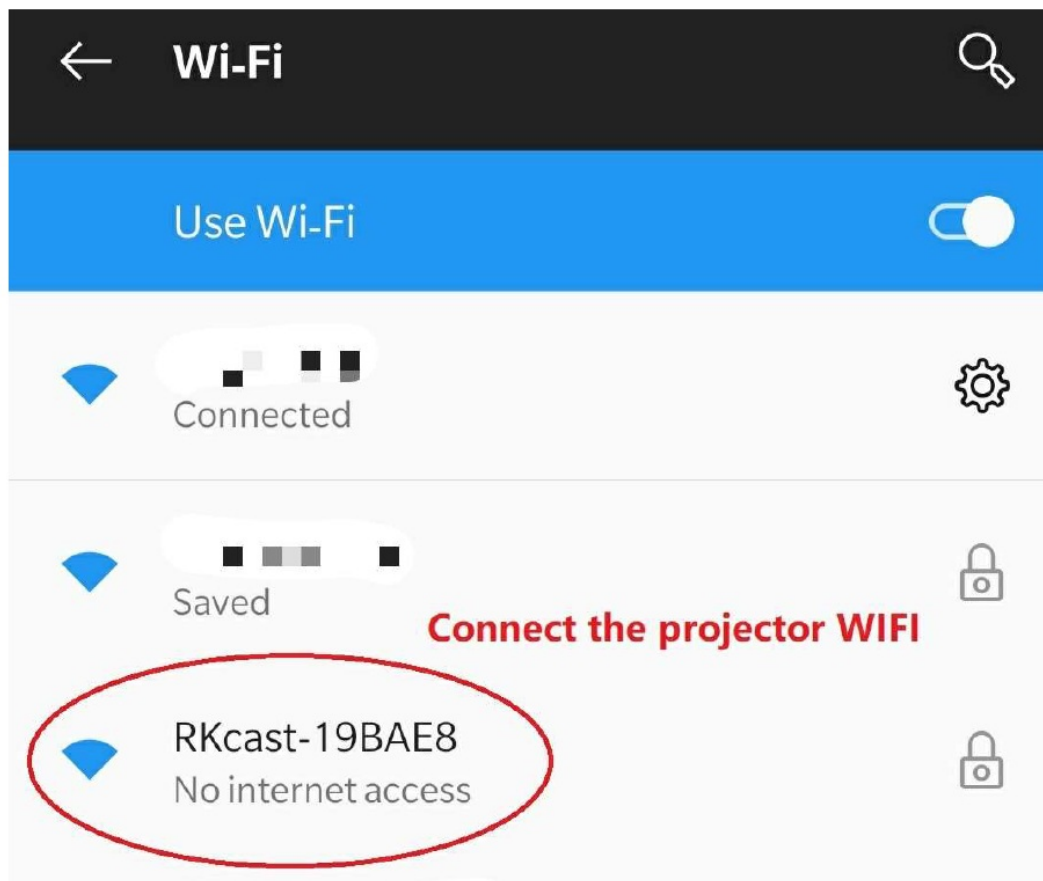 Wi-Fi
Use Wi-Fi
Connected
Saved
Connect the projector WIFI
RKcast-19BAE8
No internet access